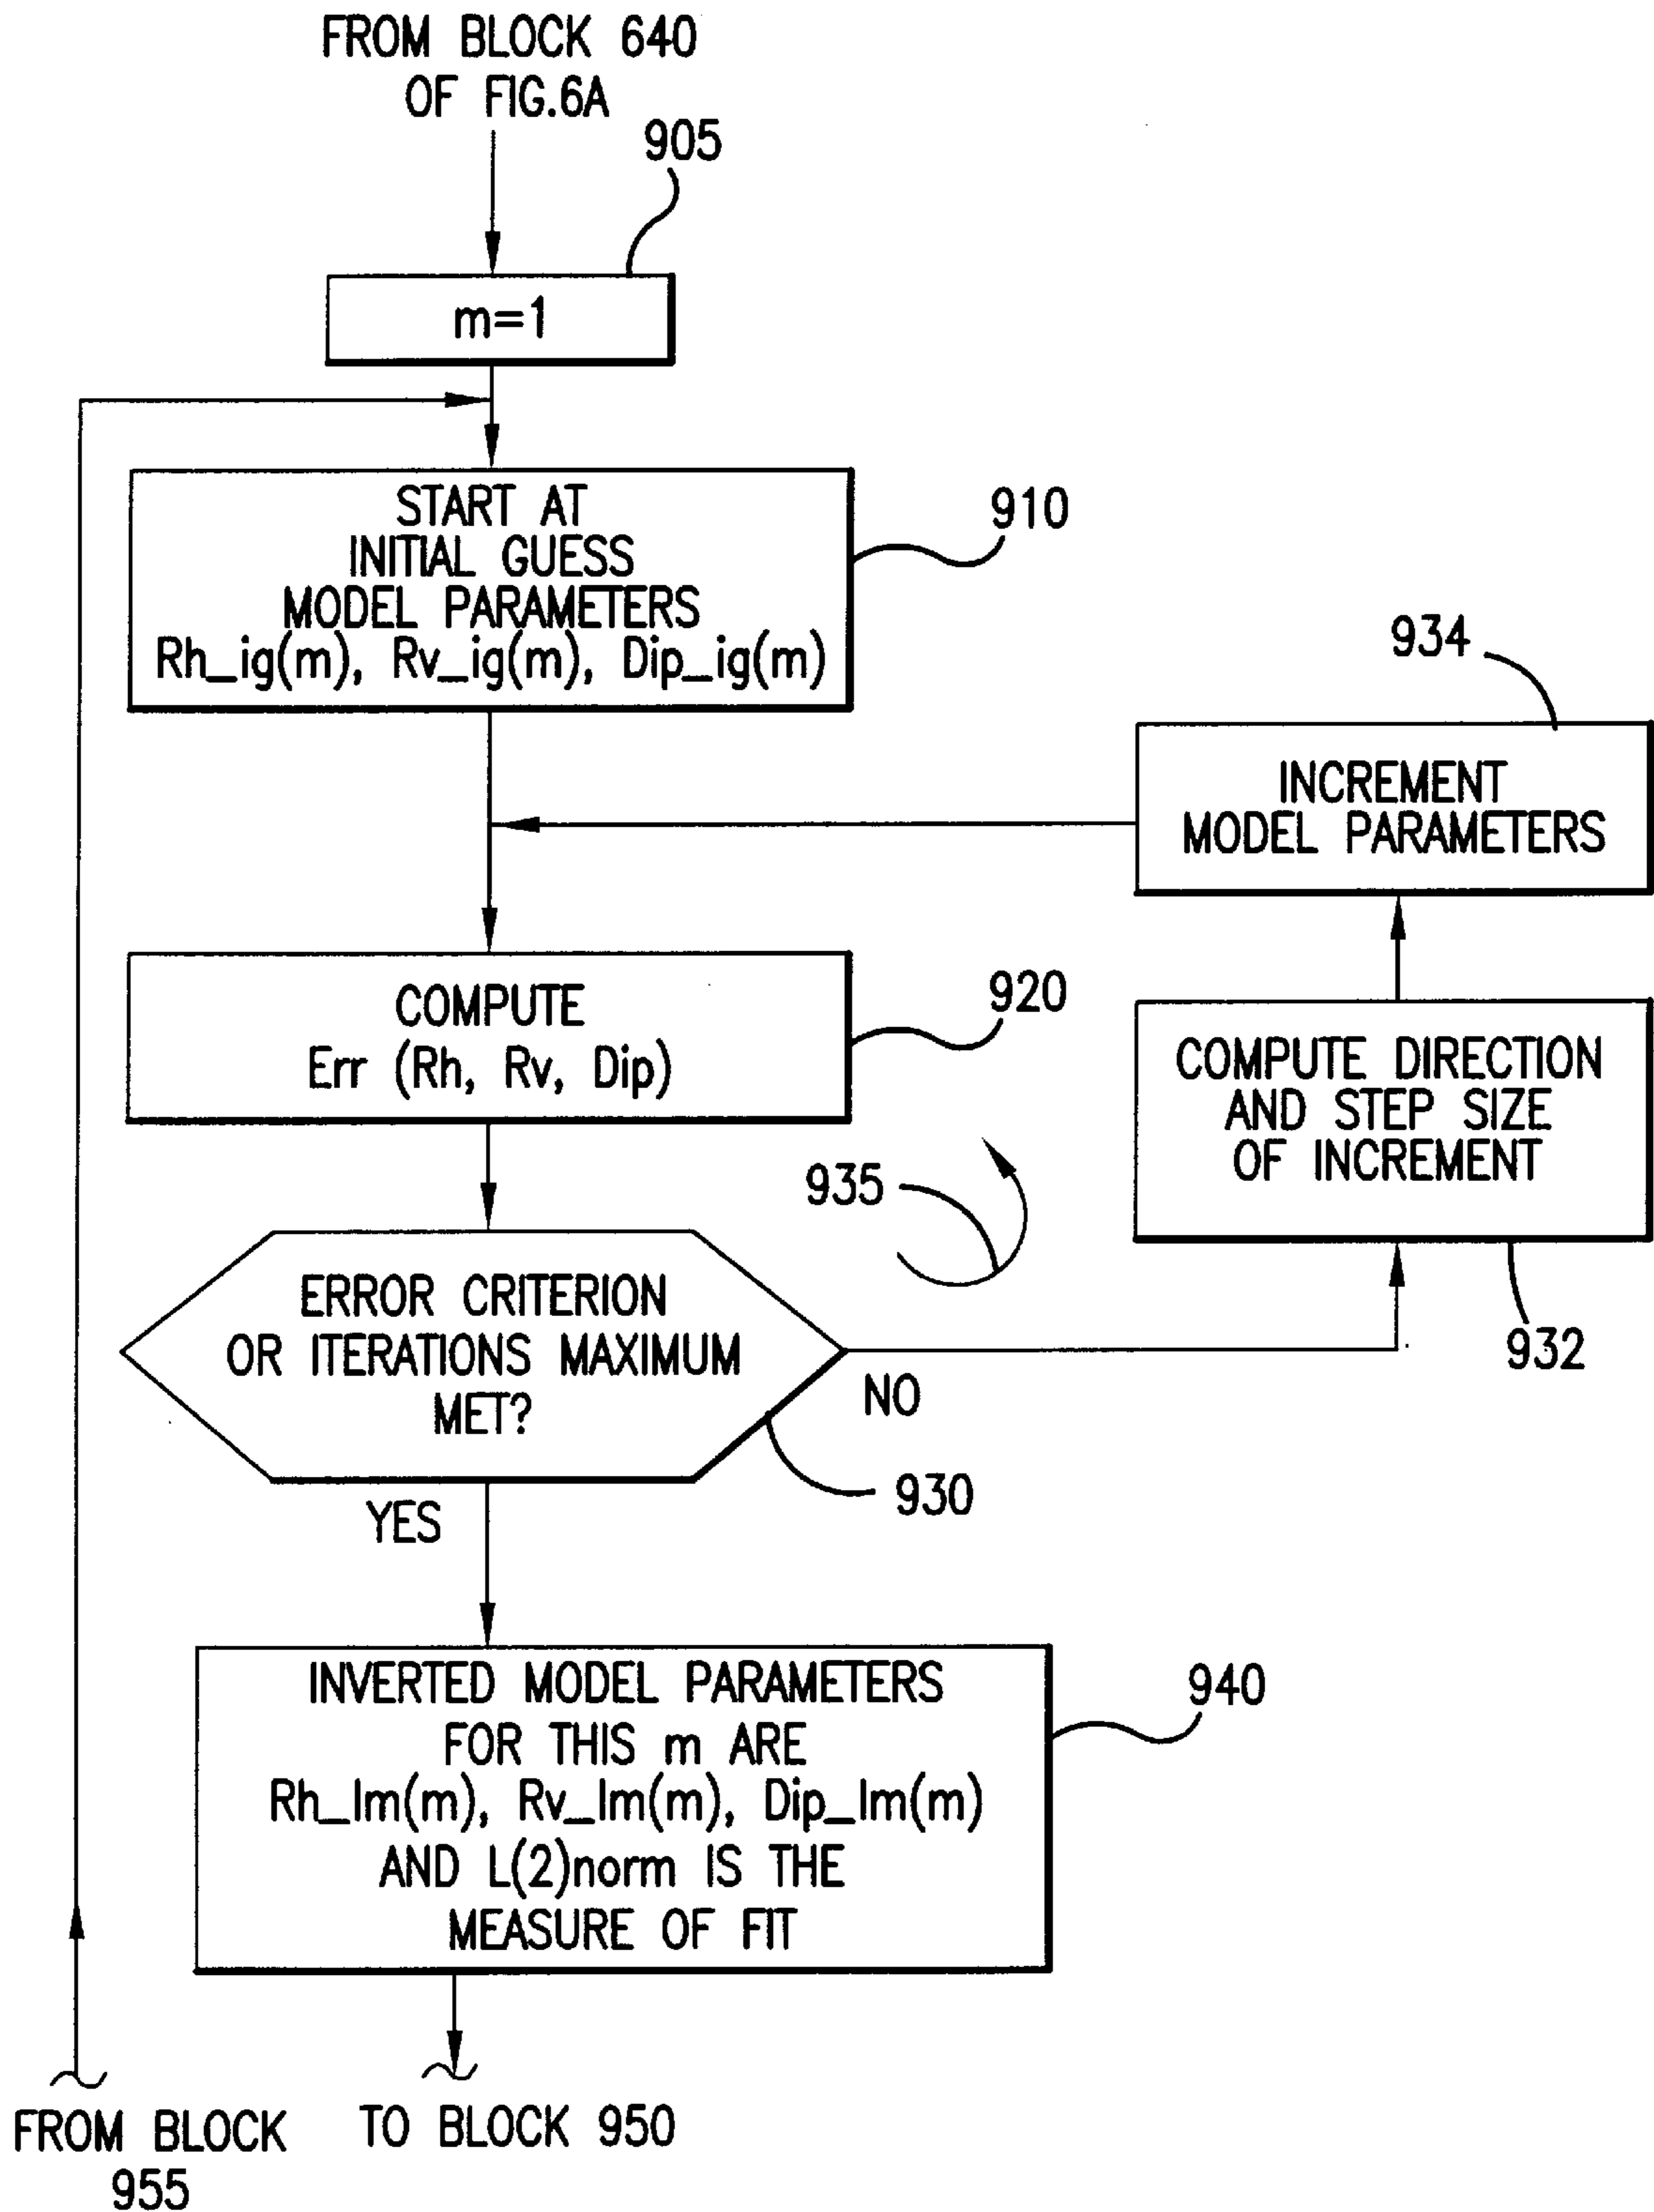 FROM BLOCK 640
OF FIG.6A
905
m=1
START AT
INITIAL GUESS
MODEL PARAMETERS
Rh_ig(m), Rv_ig(m), Dip_ig(m)
910
934
INCREMENT
MODEL PARAMETERS
COMPUTE
Err (Rh, Rv, Dip)
920
COMPUTE DIRECTION
AND STEP SIZE
OF INCREMENT
935
932
ERROR CRITERION
OR ITERATIONS MAXIMUM
MET?
NO
930
YES
INVERTED MODEL PARAMETERS
FOR THIS m ARE
Rh_lm(m), Rv_lm(m), Dip_lm(m)
AND L(2)norm IS THE
MEASURE OF FIT
940
FROM BLOCK
955
TO BLOCK 950